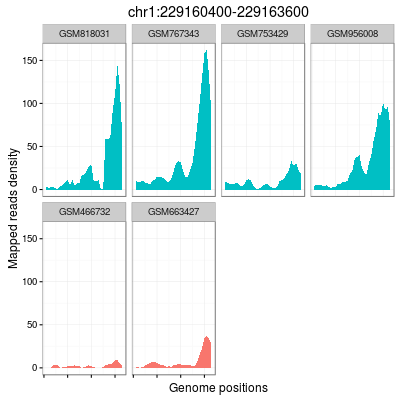 chr1:229160400-229163600
GSM818031 GSM767343 GSM753429 GSM956008
150
100
50
0
GSM466732 GSM663427
150
100
50
0
Mapped reads density
Genome positions